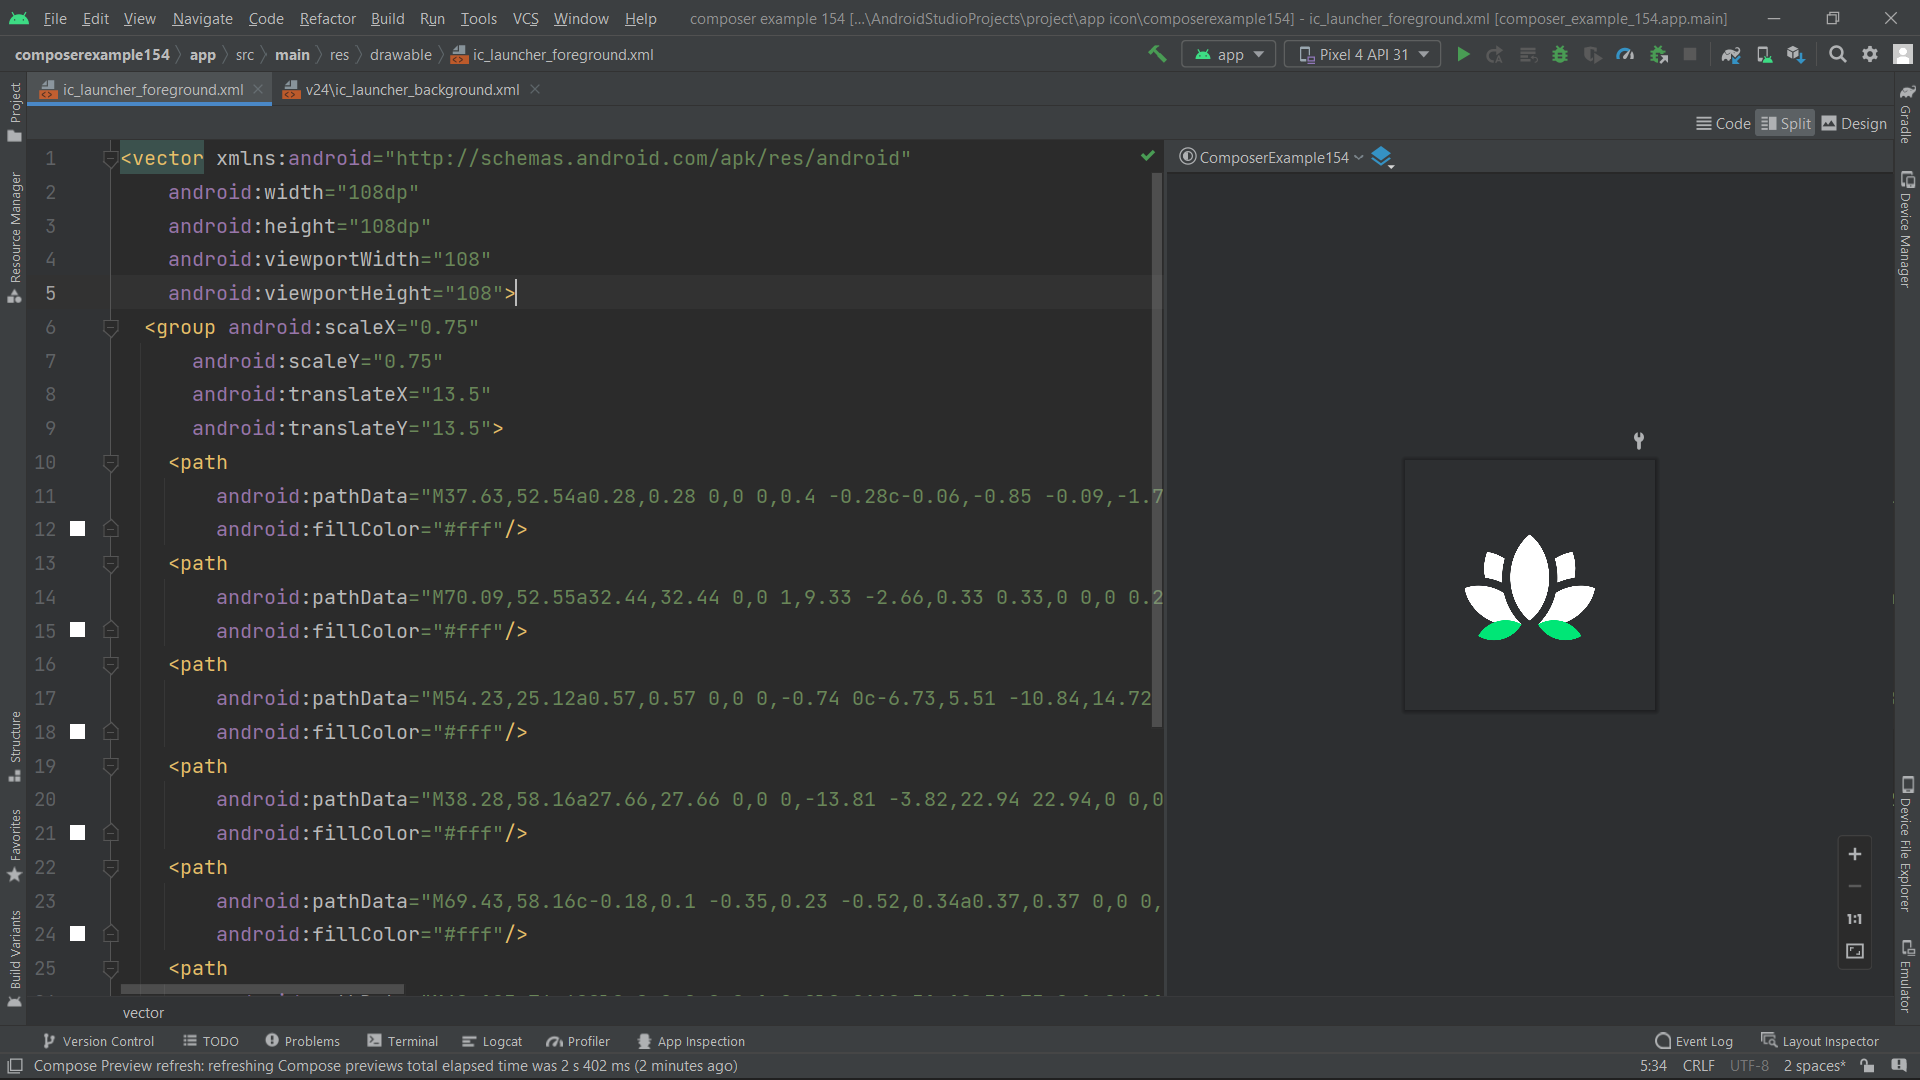 File Edit View Navigate Code Refactor Build Run Tools VCS Window Help composer example 154 [...\AndroidStudioProjects\project\app icon\composerexample154] - ic_launcher_foreground.xml [composer_example_154.app.main]
composerexample154 app src main res drawable ic_launcher_foreground.xml app Pixel 4 API 31
ic_launcher_foreground.xml v24\ic_launcher_background.xml
Code Split Design
ComposerExample154
1 <vector xmlns:android="http://schemas.android.com/apk/res/android"
2 android:width="108dp"
3 android:height="108dp"
4 android:viewportWidth="108"
5 android:viewportHeight="108">
6 <group android:scaleX="0.75"
7 android:scaleY="0.75"
8 android:translateX="13.5"
9 android:translateY="13.5">
10 <path
11 android:pathData="M37.63,52.54a0.28,0.28 0,0 0,0.4 -0.28c-0.06,-0.85 -0.09,-1.7
12 android:fillColor="#fff"/>
13 <path
14 android:pathData="M70.09,52.55a32.44,32.44 0,0 1,9.33 -2.66,0.33 0.33,0 0,0 0.2
15 android:fillColor="#fff"/>
16 <path
17 android:pathData="M54.23,25.12a0.57,0.57 0,0 0,-0.74 0c-6.73,5.51 -10.84,14.72
18 android:fillColor="#fff"/>
19 <path
20 android:pathData="M38.28,58.16a27.66,27.66 0,0 0,-13.81 -3.82,22.94 22.94,0 0,0
21 android:fillColor="#fff"/>
22 <path
23 android:pathData="M69.43,58.16c-0.18,0.1 -0.35,0.23 -0.52,0.34a0.37,0.37 0,0 0,
24 android:fillColor="#fff"/>
25 <path
vector
Project
Resource Manager
Structure
Favorites
Build Variants
Gradle
Device Manager
Device File Explorer
Emulator
1:1
Version Control TODO Problems Terminal Logcat Profiler App Inspection Event Log Layout Inspector
Compose Preview refresh: refreshing Compose previews total elapsed time was 2 s 402 ms (2 minutes ago) 5:34 CRLF UTF-8 2 spaces*